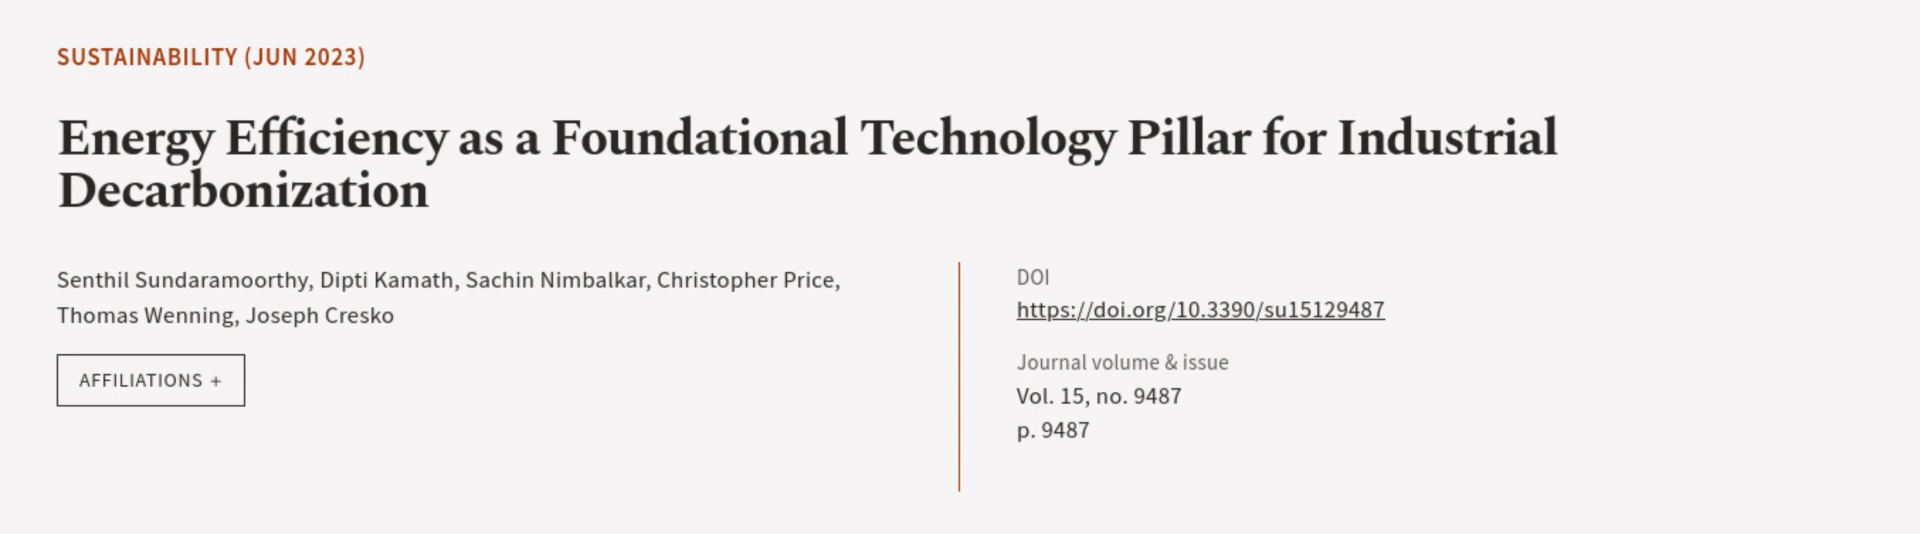 SUSTAINABILITY (JUN 2023)
Energy Efficiency as a Foundational Technology Pillar for Industrial
Decarbonization
Senthil Sundaramoorthy, Dipti Kamath, Sachin Nimbalkar, Christopher Price,
Thomas Wenning, Joseph Cresko
AFFILIATIONS +
DOI
https://doi.org/10.3390/su15129487
Journal volume & issue
Vol. 15, no. 9487
p. 9487